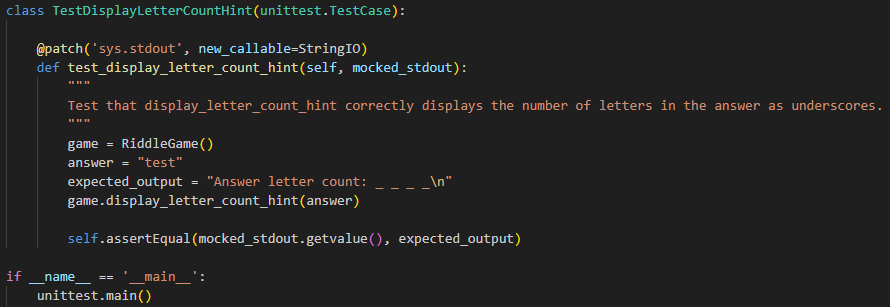 class TestDisplayLetterCountHint(unittest.TestCase):
@patch('sys.stdout', new_callable=StringIO)
def test_display_letter_count_hint(self, mocked_stdout):
"""
Test that display_letter_count_hint correctly displays the number of letters in the answer as underscores.
"""
game = RiddleGame()
answer = "test"
expected_output = "Answer letter count: _ _ _ _\n"
game.display_letter_count_hint(answer)
self.assertEqual(mocked_stdout.getvalue(), expected_output)
if __name__ == '__main__':
unittest.main()